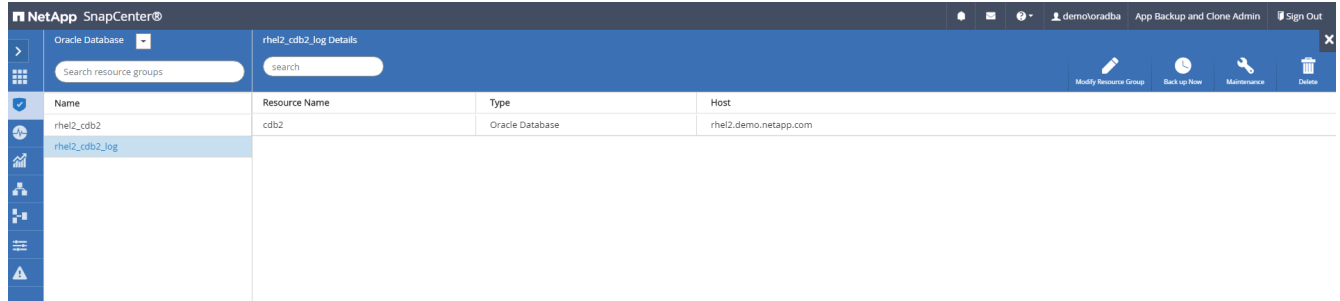 NetApp SnapCenter®
demo\oradba App Backup and Clone Admin Sign Out
Oracle Database
rhel2_cdb2_log Details
Search resource groups
search
Modify Resource Group Back up Now Maintenance Delete
Name
Resource Name Type Host
rhel2_cdb2
cdb2 Oracle Database rhel2.demo.netapp.com
rhel2_cdb2_log